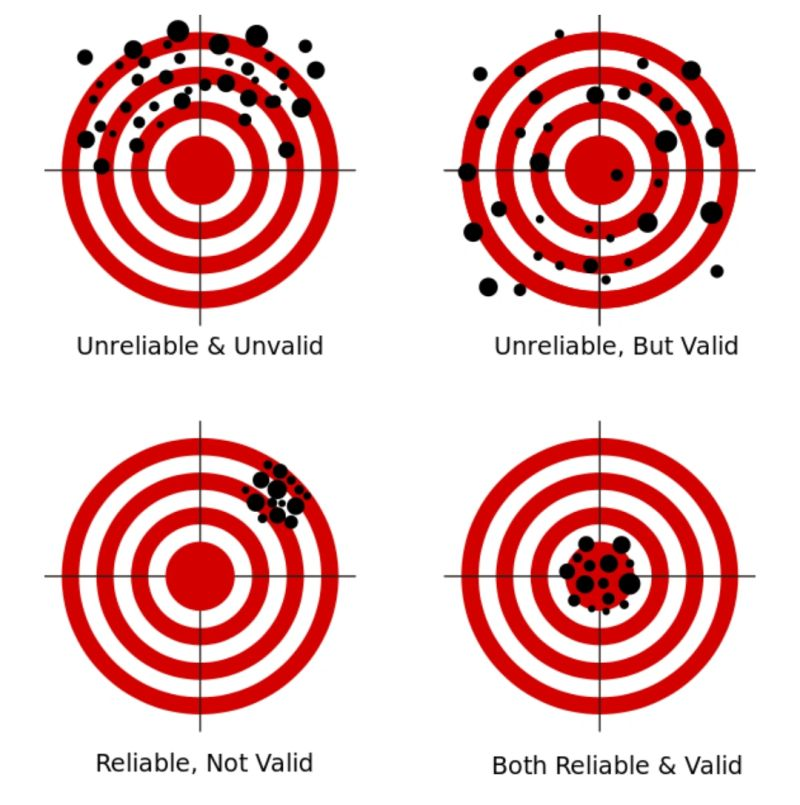 Unreliable & Unvalid
Unreliable, But Valid
Reliable, Not Valid
Both Reliable & Valid